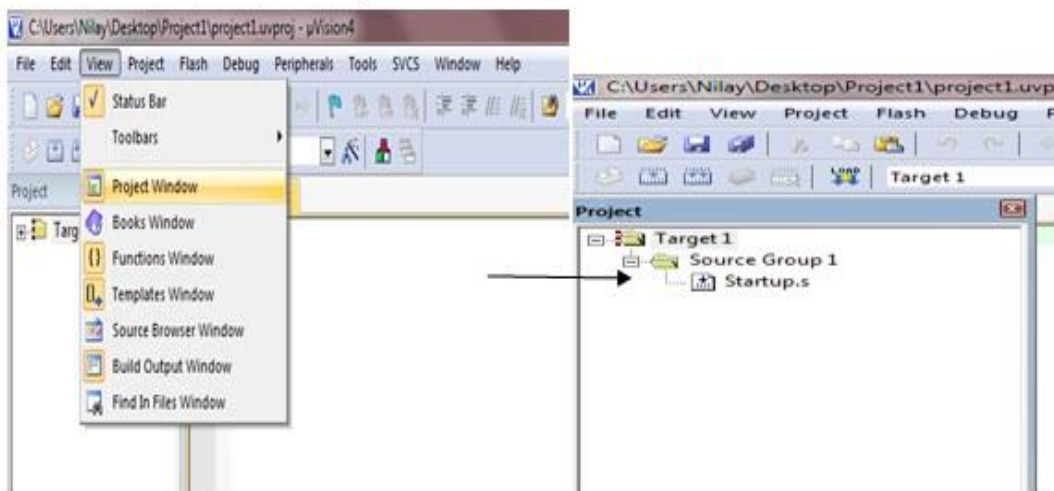 C:\Users\Nilay\Desktop\Project1\project1.uvproj - µVision4
File Edit View Project Flash Debug Peripherals Tools SVCS Window Help
Status Bar
Toolbars
Project
Project Window
Targ
Books Window
Functions Window
Templates Window
Source Browser Window
Build Output Window
Find In Files Window
C:\Users\Nilay\Desktop\Project1\project1.uvp
File Edit View Project Flash Debug P
LOAD Target 1
Project
Target 1
Source Group 1
Startup.s